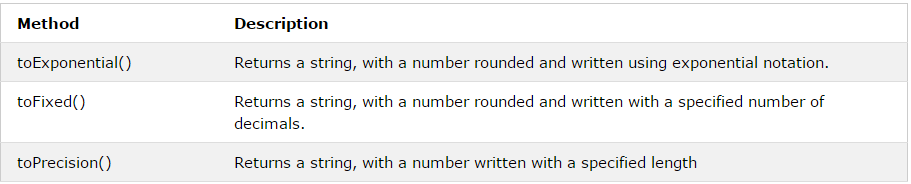 Method Description
toExponential() Returns a string, with a number rounded and written using exponential notation.
toFixed() Returns a string, with a number rounded and written with a specified number of
decimals.
toPrecision() Returns a string, with a number written with a specified length